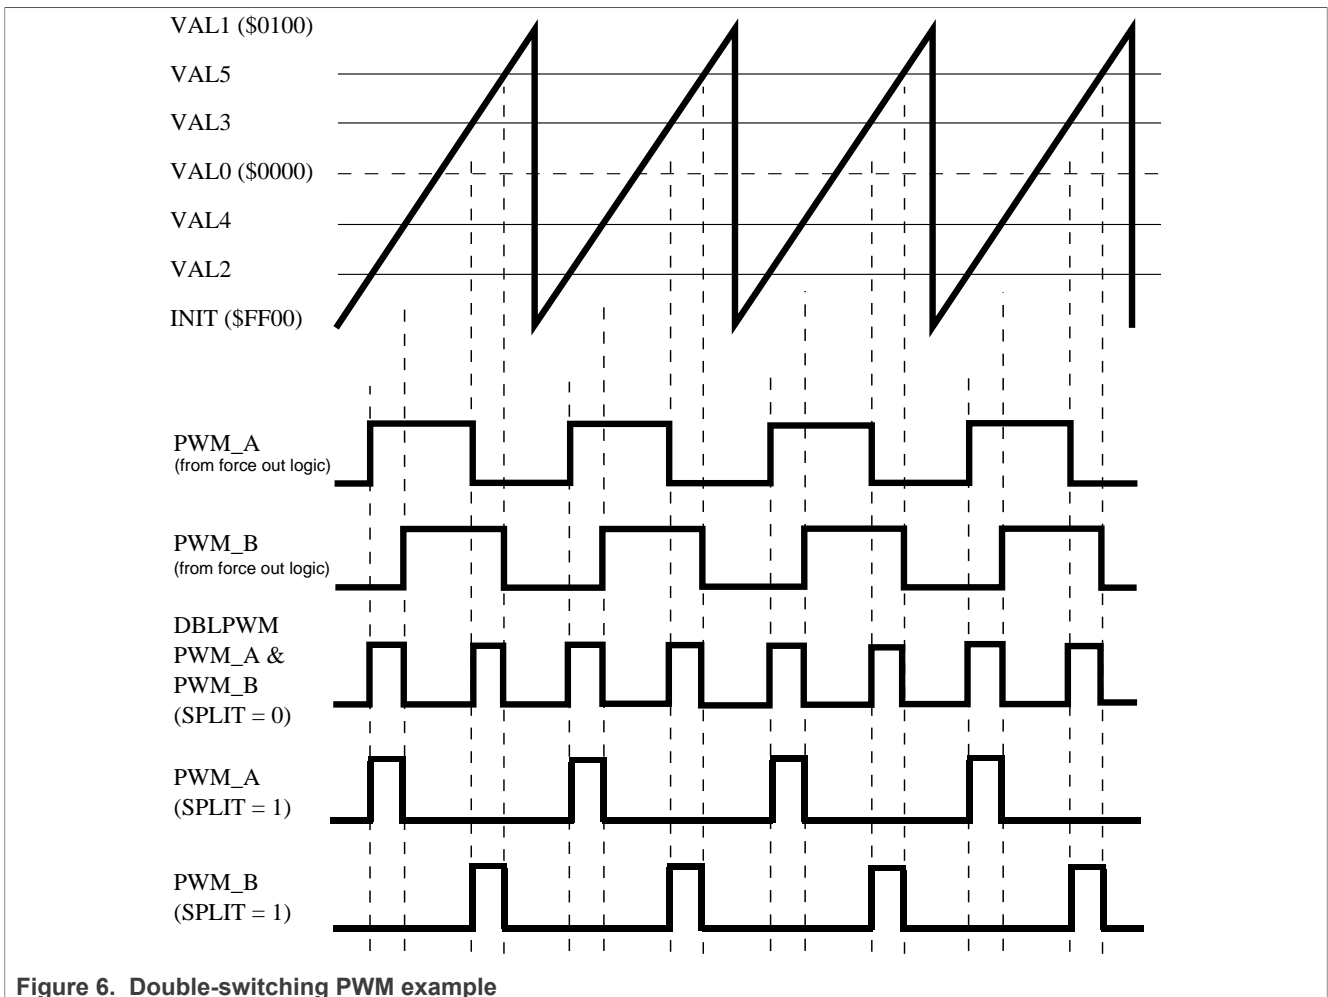 VAL1 ($0100)
VAL5
VAL3
VAL0 ($0000)
VAL4
VAL2
INIT ($FF00)
PWM_A
(from force out logic)
PWM_B
(from force out logic)
DBLPWM
PWM_A &
PWM_B
(SPLIT = 0)
PWM_A
(SPLIT = 1)
PWM_B
(SPLIT = 1)
Figure 6. Double-switching PWM example